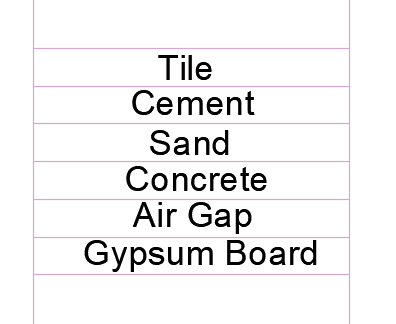 Tile
Cement
Sand
Concrete
Air Gap
Gypsum Board